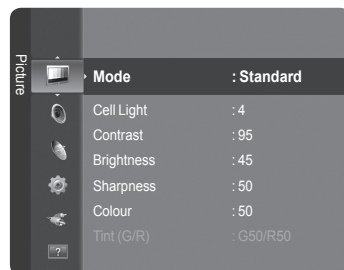 Picture
Mode : Standard
Cell Light : 4
Contrast : 95
Brightness : 45
Sharpness : 50
Colour : 50
Tint (G/R) : G50/R50
?